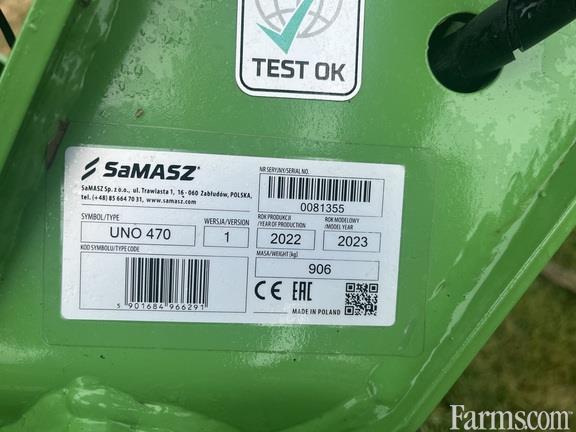 TEST OK
SaMASZ
SaMASZ Sp. z o.o., ul. Trawiasta 1, 16 - 060 Zabłudów, POLSKA,
tel. (+48) 85 664 70 31, www.samasz.com
NR SERYJNY/SERIAL NO.
0081355
SYMBOL/TYPE
UNO 470
WERSJA/VERSION
1
ROK PRODUKCJI
/YEAR OF PRODUCTION
2022
ROK MODELOWY
/MODEL YEAR
2023
KOD SYMBOLU/TYPE CODE
5 901684 966291
MASA/WEIGHT [kg]
906
CE EAC
MADE IN POLAND
Farms.com